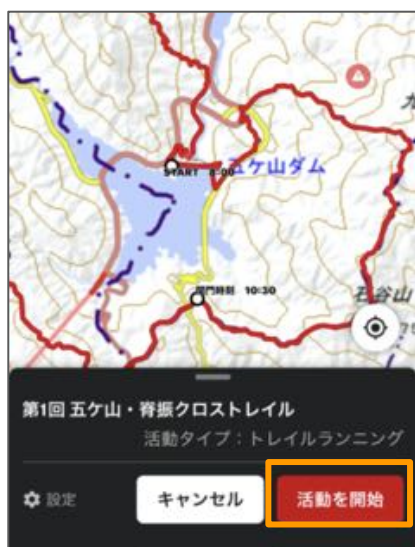 九
START 8:00
五ケ山ダム
関門時刻 10:30
石谷山
75
第1回 五ケ山・脊振クロストレイル
活動タイプ：トレイルランニング
設定
キャンセル
活動を開始